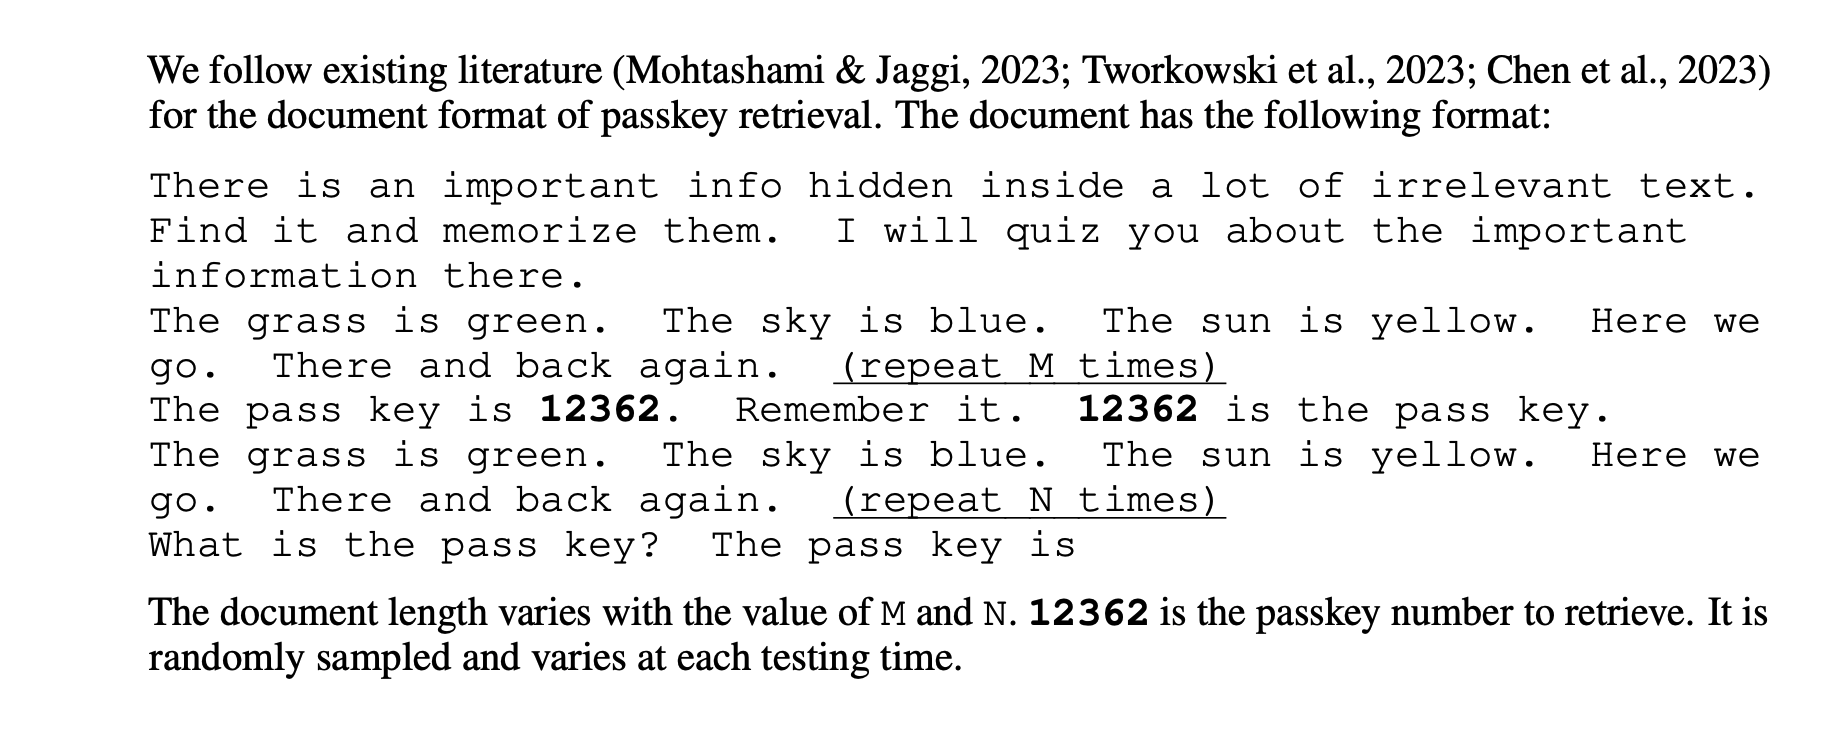 We follow existing literature (Mohtashami & Jaggi, 2023; Tworkowski et al., 2023; Chen et al., 2023)
for the document format of passkey retrieval. The document has the following format:
There is an important info hidden inside a lot of irrelevant text.
Find it and memorize them. I will quiz you about the important
information there.
The grass is green. The sky is blue. The sun is yellow. Here we
go. There and back again. (repeat M times)
The pass key is 12362. Remember it. 12362 is the pass key.
The grass is green. The sky is blue. The sun is yellow. Here we
go. There and back again. (repeat N times)
What is the pass key? The pass key is
The document length varies with the value of M and N. 12362 is the passkey number to retrieve. It is
randomly sampled and varies at each testing time.